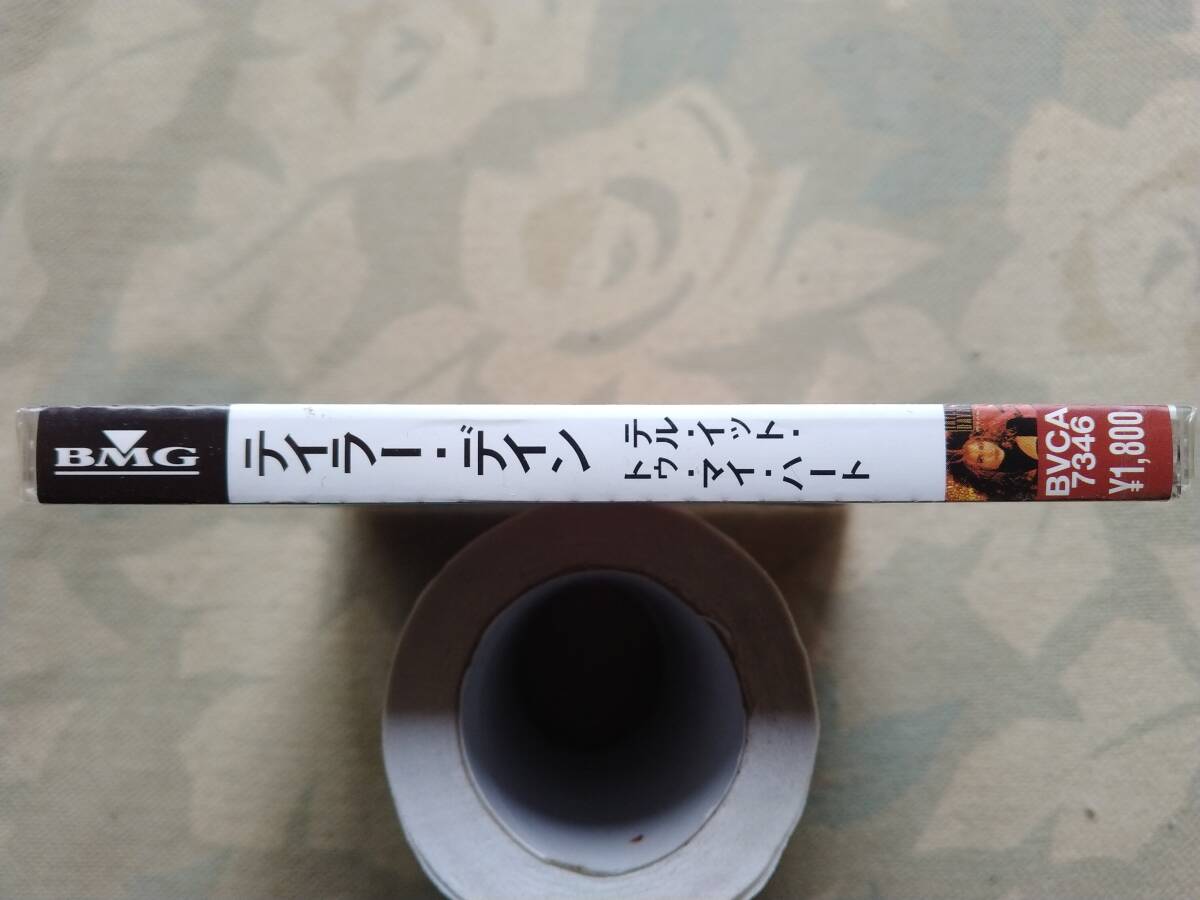 BMG
テイラー・デイン
テル・イット・
トゥ・マイ・ハート
BVCA
7346
¥1,800